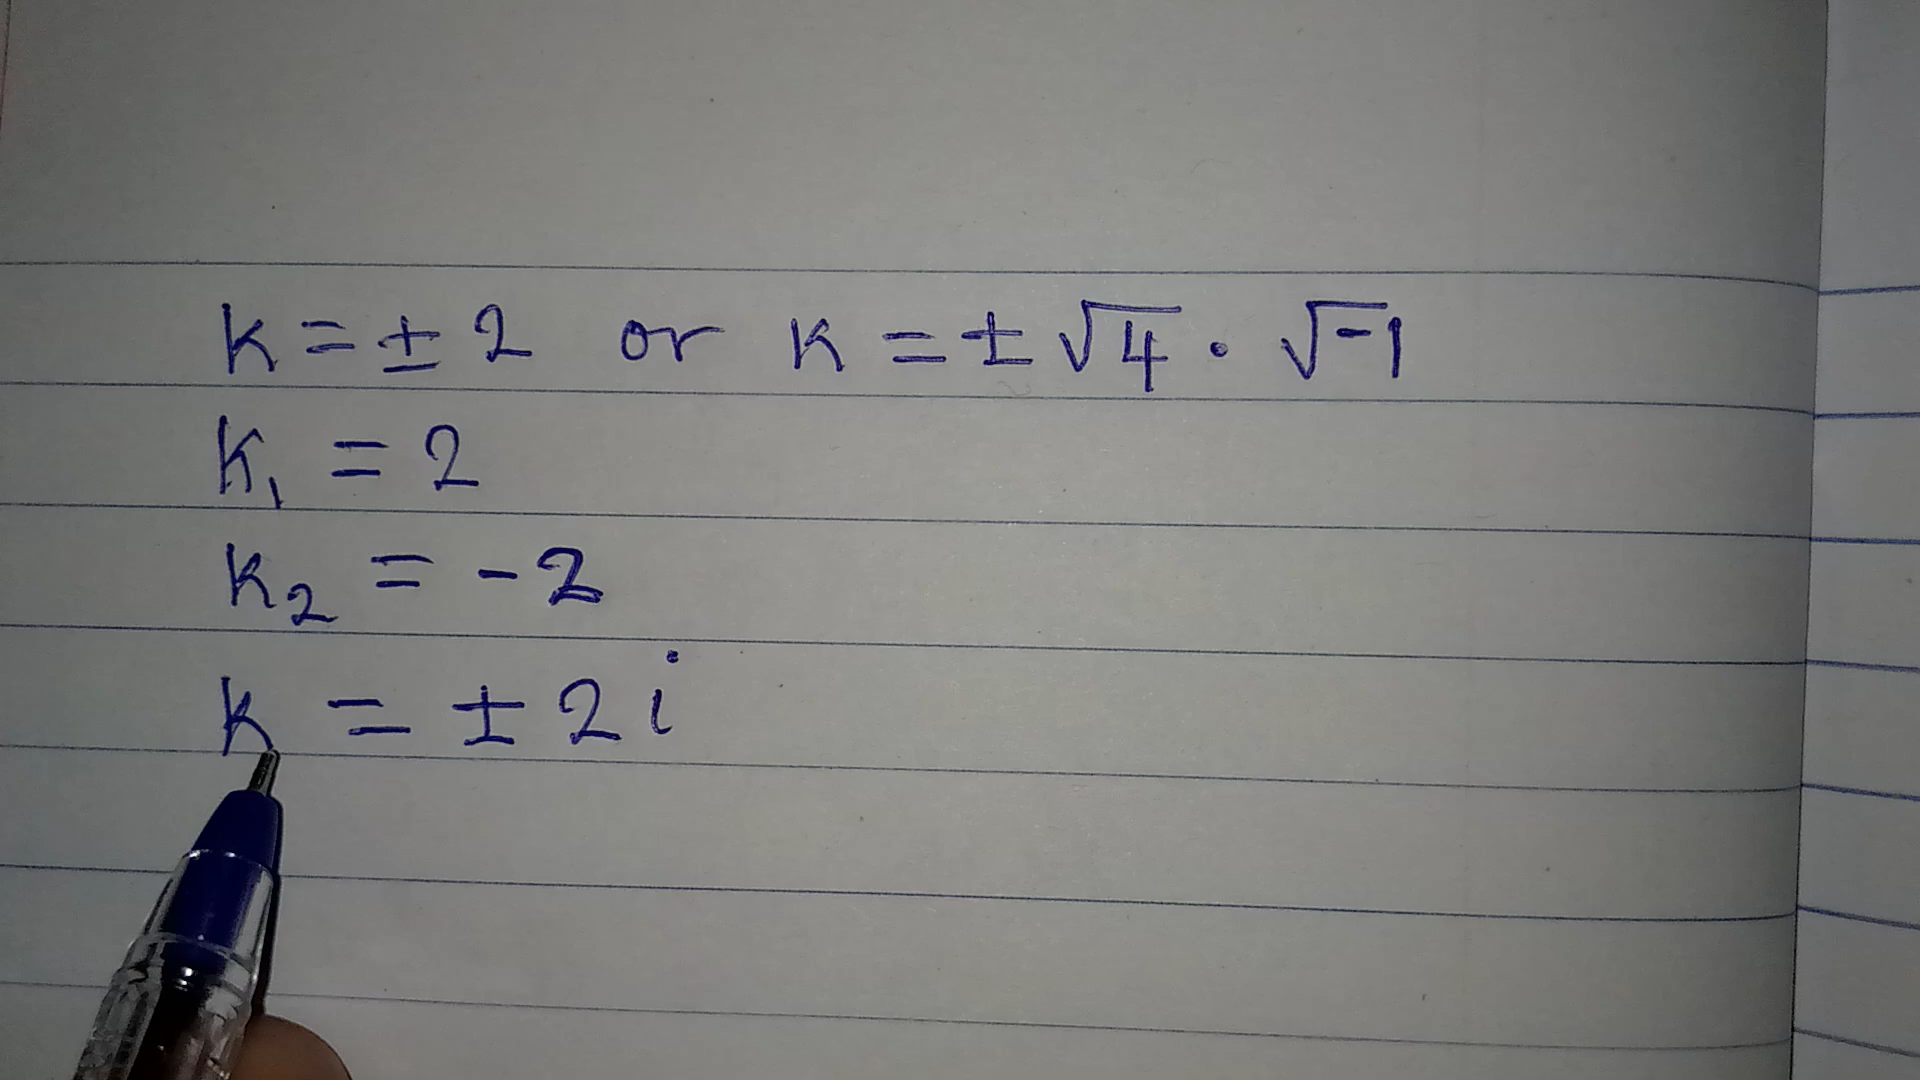 k = ± 2 or k = ± √4 · √-1
k₁ = 2
k₂ = - 2
k = ± 2i